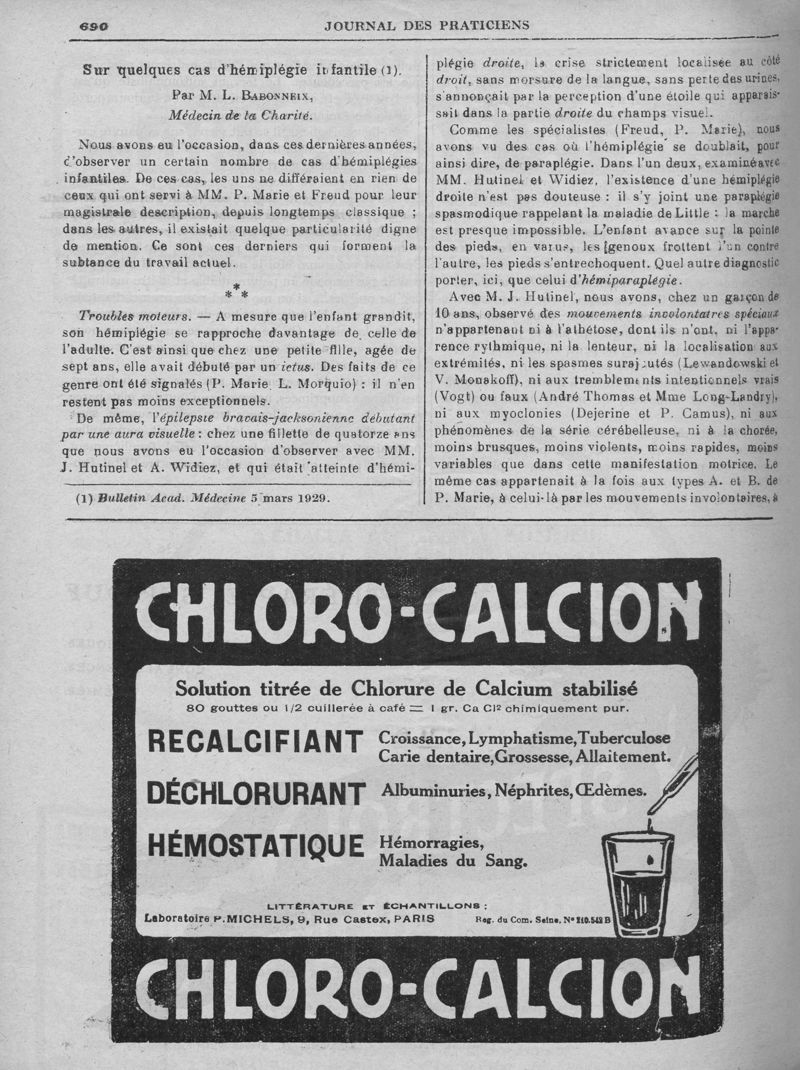 690
JOURNAL DES PRATICIENS
Sur quelques cas d'hémiplégie infantile (1).
Par M. L. BABONNEIX,
Médecin de la Charité.
Nous avons eu l'occasion, dans ces dernières années,
d'observer un certain nombre de cas d'hémiplégies
infantiles. De ces cas, les uns ne différaient en rien de
ceux qui ont servi à MM. P. Marie et Freud pour leur
magistrale description, depuis longtemps classique ;
dans les autres, il existait quelque particularité digne
de mention. Ce sont ces derniers qui forment la
subtance du travail actuel.
*
* *
Troubles moteurs. — A mesure que l'enfant grandit,
son hémiplégie se rapproche davantage de celle de
l'adulte. C'est ainsi que chez une petite fille, agée de
sept ans, elle avait débuté par un ictus. Des faits de ce
genre ont été signalés (P. Marie, L. Morquio) : il n'en
restent pas moins exceptionnels.
De même, l'épilepsie bravais-jacksonienne débutant
par une aura visuelle : chez une fillette de quatorze ans
que nous avons eu l'occasion d'observer avec MM.
J. Hutinel et A. Widiez, et qui était atteinte d'hémi-
(1) Bulletin Acad. Médecine 5 mars 1929.
plégie droite, la crise strictement localisée au côté
droit, sans morsure de la langue, sans perte des urines,
s'annonçait par la perception d'une étoile qui apparais-
sait dans la partie droite du champs visuel.
Comme les spécialistes (Freud, P. Marie), nous
avons vu des cas où l'hémiplégie se doublait, pour
ainsi dire, de paraplégie. Dans l'un deux, examiné avec
MM. Hutinel et Widiez, l'existence d'une hémiplégie
droite n'est pas douteuse : il s'y joint une paraplégie
spasmodique rappelant la maladie de Little : la marche
est presque impossible. L'enfant avance sur la pointe
des pieds, en varus, les genoux frottent l'un contre
l'autre, les pieds s'entrechoquent. Quel autre diagnostic
porter, ici, que celui d'hémiparaplégie.
Avec M. J. Hutinel, nous avons, chez un garçon de
10 ans, observé des mouvements involontaires spéciaux
n'appartenant ni à l'athétose, dont ils n'ont, ni l'appa-
rence rythmique, ni la lenteur, ni la localisation aux
extrémités, ni les spasmes surajoutés (Lewandowski et
V. Monakoff), ni aux tremblements intentionnels vrais
(Vogt) ou faux (André Thomas et Mme Long-Landry),
ni aux myoclonies (Dejerine et P. Camus), ni aux
phénomènes de la série cérébelleuse, ni à la chorée,
moins brusques, moins violents, moins rapides, moins
variables que dans cette manifestation motrice. Le
même cas appartenait à la fois aux types A. et B. de
P. Marie, à celui-là par les mouvements involontaires, à
CHLORO-CALCION
Solution titrée de Chlorure de Calcium stabilisé
80 gouttes ou 1/2 cuillerée à café = 1 gr. Ca Cl² chimiquement pur.
RECALCIFIANT Croissance, Lymphatisme, Tuberculose
Carie dentaire, Grossesse, Allaitement.
DÉCHLORURANT Albuminuries, Néphrites, Œdèmes.
HÉMOSTATIQUE Hémorragies,
Maladies du Sang.
LITTÉRATURE ET ÉCHANTILLONS :
Laboratoire P. MICHELS, 9, Rue Castex, PARIS Reg. du Com. Seine, N° 210.542 B
CHLORO-CALCION